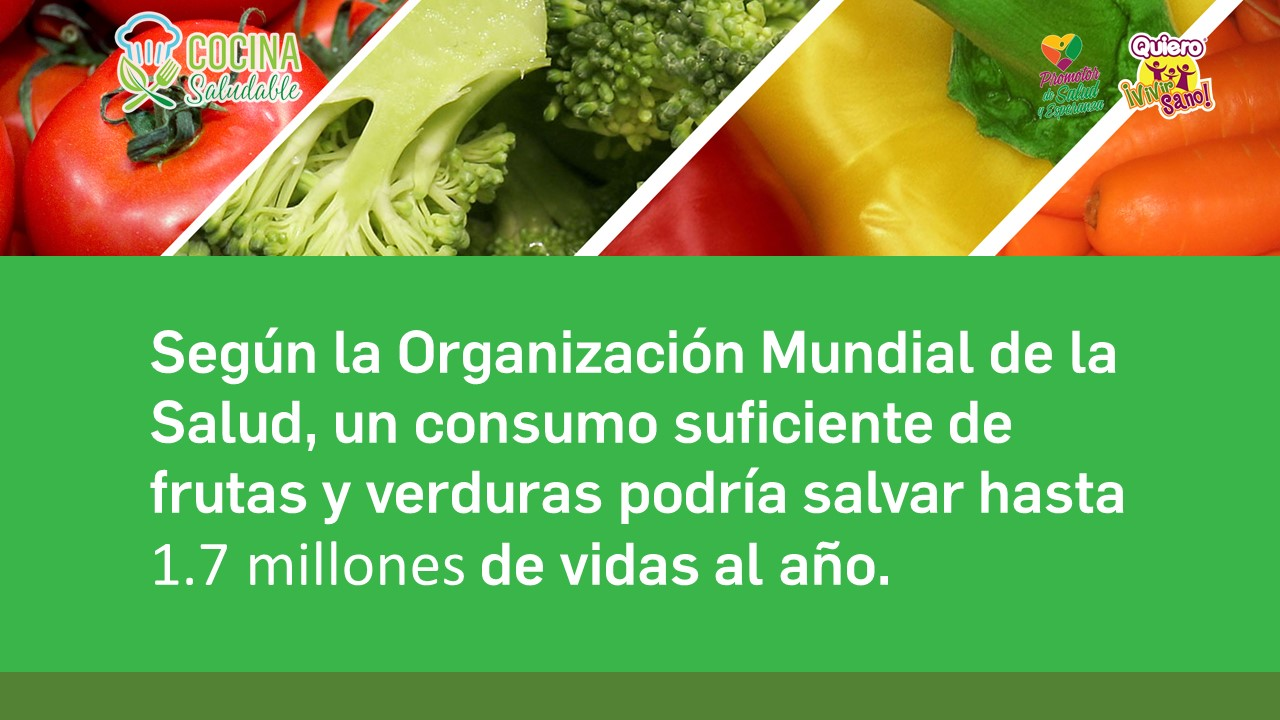 COCINA
Saludable
Promotor
de Salud
y Esperanza
Quiero
¡Vivir
Sano!
Según la Organización Mundial de la
Salud, un consumo suficiente de
frutas y verduras podría salvar hasta
1.7 millones de vidas al año.